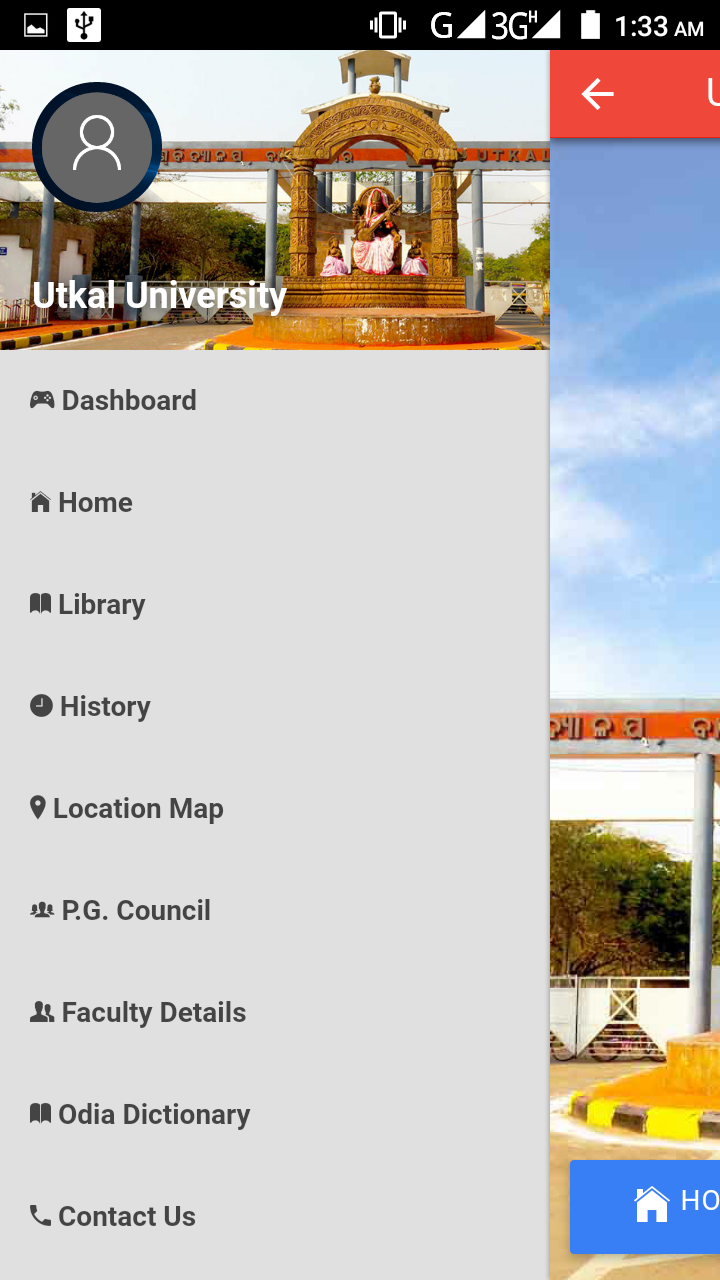 G 3G H 1:33 AM
U
UTKAL
Utkal University
Dashboard
Home
Library
History
Location Map
P.G. Council
Faculty Details
Odia Dictionary
Contact Us
HO